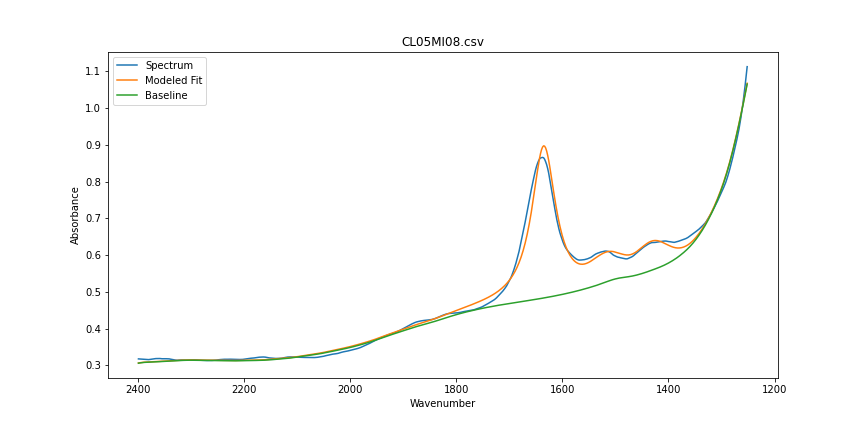 CL05MI08.csv
Spectrum
Modeled Fit
Baseline
1.1
1.0
0.9
0.8
0.7
0.6
0.5
0.4
0.3
Absorbance
2400 2200 2000 1800 1600 1400 1200
Wavenumber